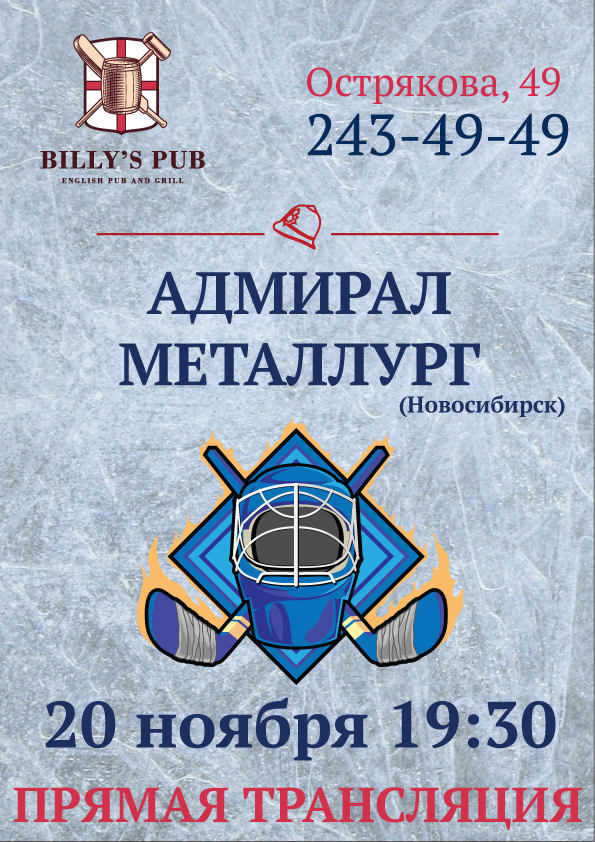 BILLY'S PUB
ENGLISH PUB AND GRILL
Острякова, 49
243-49-49
АДМИРАЛ
МЕТАЛЛУРГ
(Новосибирск)
20 ноября 19:30
ПРЯМАЯ ТРАНСЛЯЦИЯ